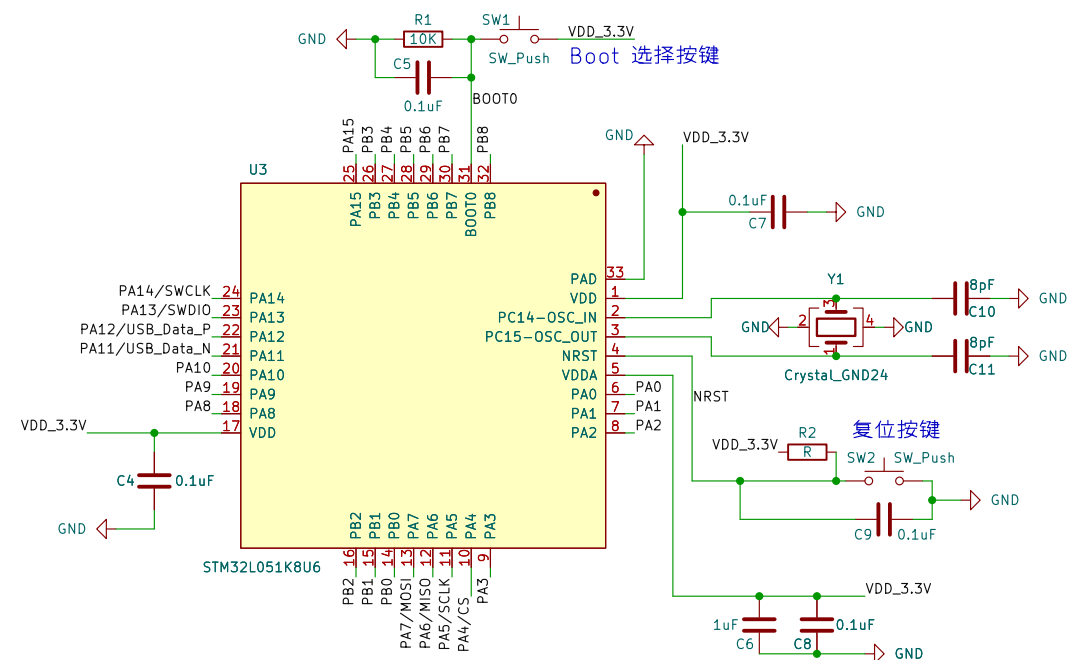 R1
SW1
GND
10K
VDD_3.3V
SW_Push
Boot 选择按键
C5
0.1uF
BOOT0
PA15
PB3
PB4
PB5
PB6
PB7
PB8
GND
VDD_3.3V
U3
25
26
27
28
29
30
31
32
PA15
PB3
PB4
PB5
PB6
PB7
BOOT0
PB8
0.1uF
C7
GND
PAD
33
VDD
1
PC14-OSC_IN
2
PC15-OSC_OUT
3
NRST
4
VDDA
5
PA0
6
PA0
PA1
7
PA1
PA2
8
PA2
Y1
3
GND
2
4
GND
1
Crystal_GND24
8pF
C10
GND
8pF
C11
GND
PA14/SWCLK
24
PA14
PA13/SWDIO
23
PA13
PA12/USB_Data_P
22
PA12
PA11/USB_Data_N
21
PA11
PA10
20
PA10
PA9
19
PA9
PA8
18
PA8
VDD_3.3V
17
VDD
NRST
复位按键
R2
VDD_3.3V
R
SW2
SW_Push
GND
C9
0.1uF
C4
0.1uF
GND
PB2
PB1
PB0
PA7
PA6
PA5
PA4
PA3
16
15
14
13
12
11
10
9
STM32L051K8U6
PB2
PB1
PB0
PA7/MOSI
PA6/MISO
PA5/SCLK
PA4/CS
PA3
VDD_3.3V
1uF
C6
0.1uF
C8
GND